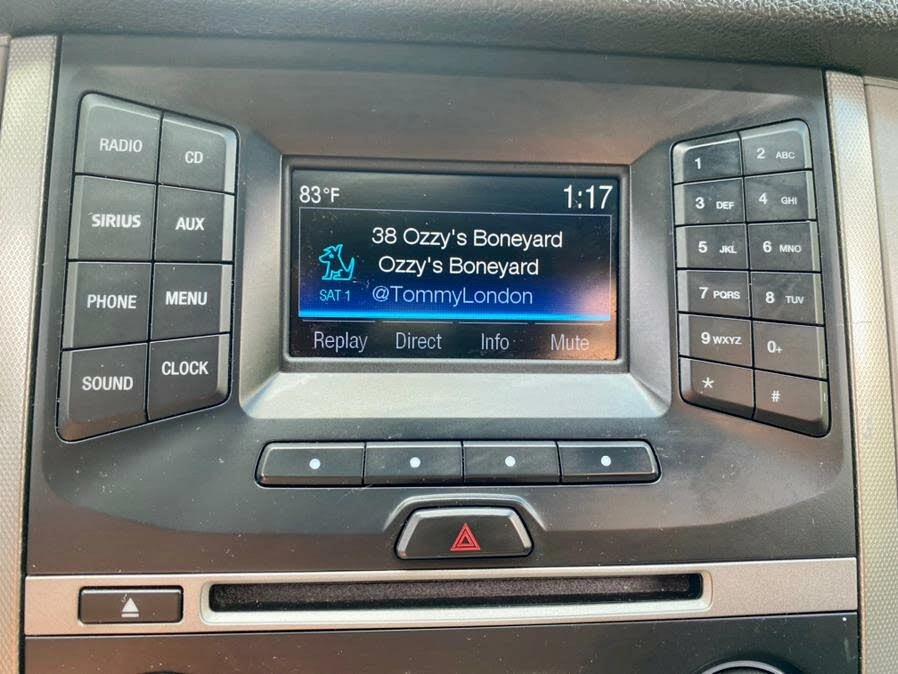 RADIO
CD
SIRIUS
AUX
PHONE
MENU
SOUND
CLOCK
83°F
1:17
38 Ozzy's Boneyard
Ozzy's Boneyard
SAT 1
@TommyLondon
Replay Direct Info Mute
1
2 ABC
3 DEF
4 GHI
5 JKL
6 MNO
7 PQRS
8 TUV
9 WXYZ
0+
*
#